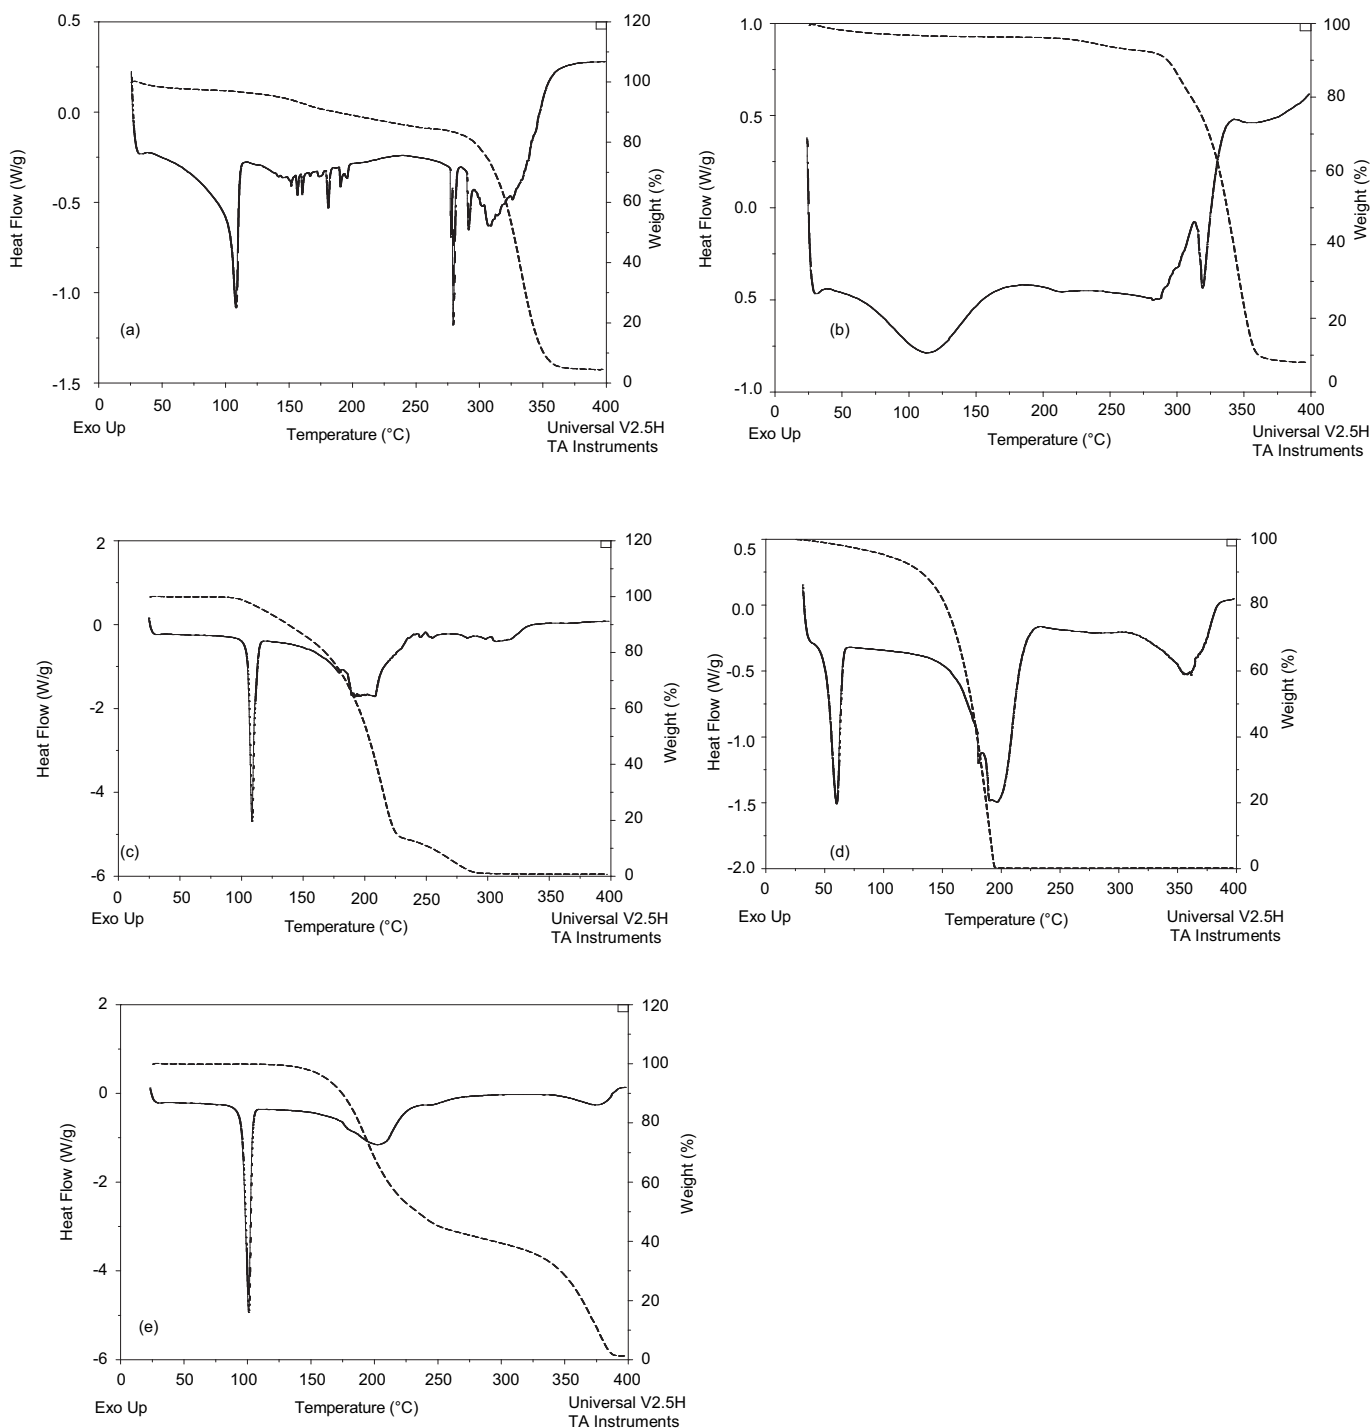 0.5
0.0
-0.5
-1.0
-1.5
Heat Flow (W/g)
120
100
80
60
40
20
0
Weight (%)
(a)
0 50 100 150 200 250 300 350 400
Exo Up
Temperature (°C)
Universal V2.5H
TA Instruments
1.0
0.5
0.0
0.5
-1.0
Heat Flow (W/g)
100
80
60
40
20
0
Weight (%)
(b)
0 50 100 150 200 250 300 350 400
Exo Up
Temperature (°C)
Universal V2.5H
TA Instruments
2
0
-2
-4
-6
Heat Flow (W/g)
120
100
80
60
40
20
0
Weight (%)
(c)
0 50 100 150 200 250 300 350 400
Exo Up
Temperature (°C)
Universal V2.5H
TA Instruments
0.5
0.0
-0.5
-1.0
-1.5
-2.0
Heat Flow (W/g)
100
80
60
40
20
0
Weight (%)
(d)
0 50 100 150 200 250 300 350 400
Exo Up
Temperature (°C)
Universal V2.5H
TA Instruments
2
0
-2
-4
-6
Heat Flow (W/g)
120
100
80
60
40
20
0
Weight (%)
(e)
0 50 100 150 200 250 300 350 400
Exo Up
Temperature (°C)
Universal V2.5H
TA Instruments